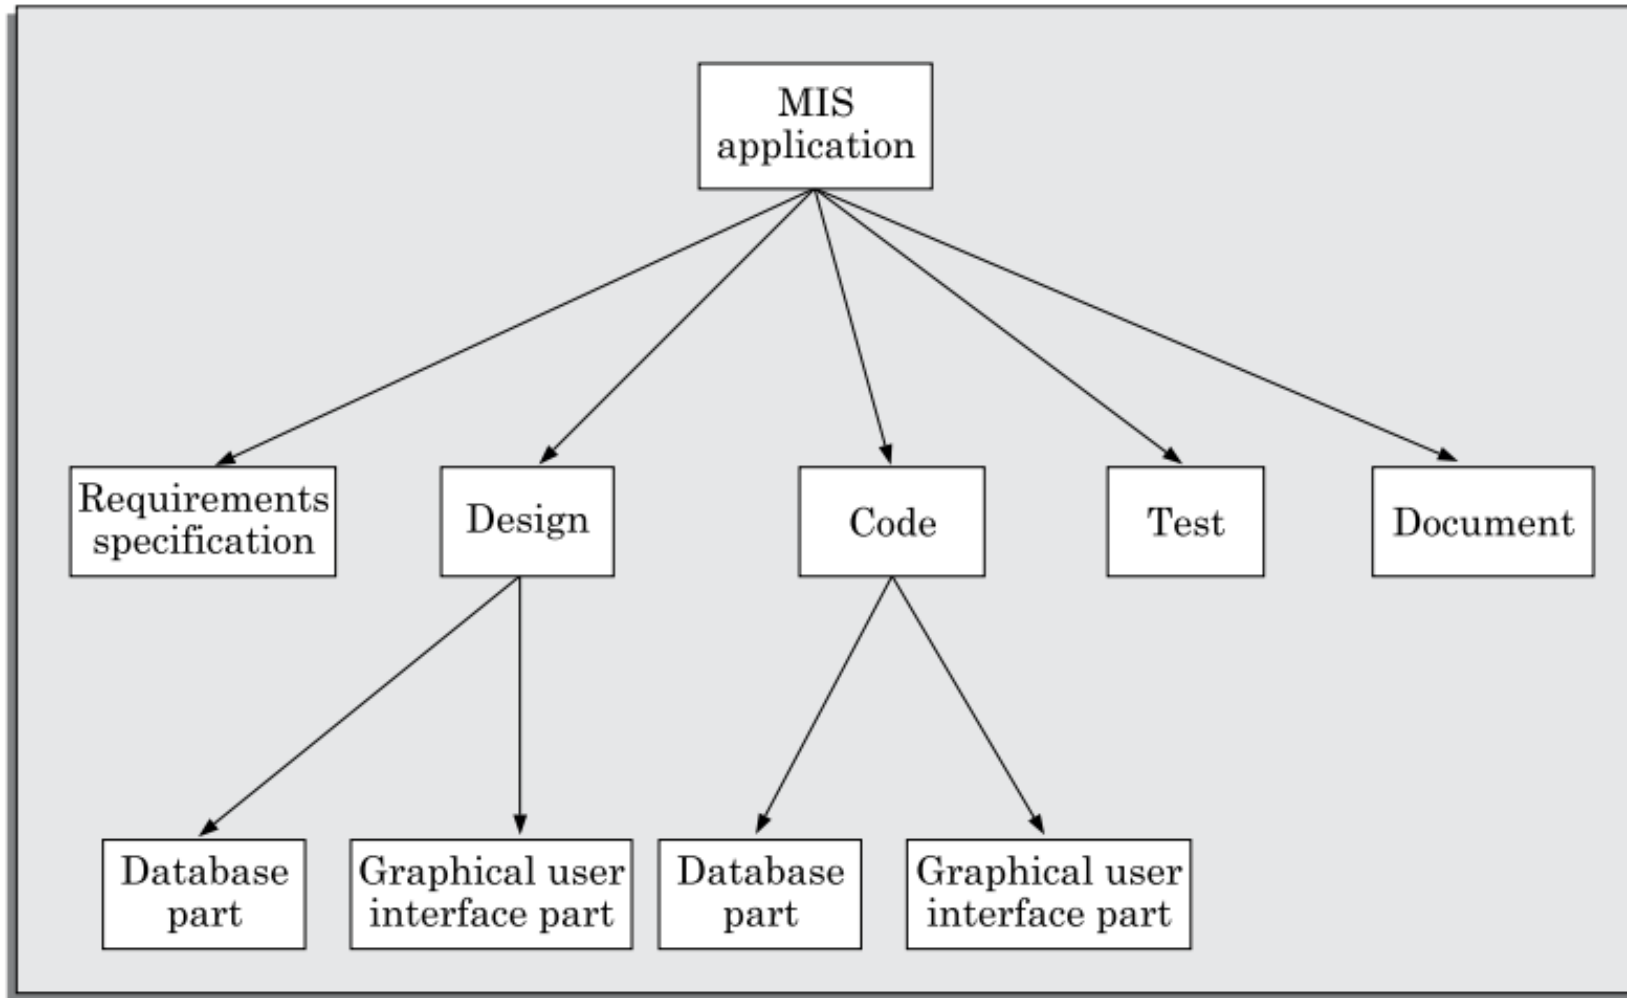 MIS
application
Requirements
specification
Design
Code
Test
Document
Database
part
Graphical user
interface part
Database
part
Graphical user
interface part